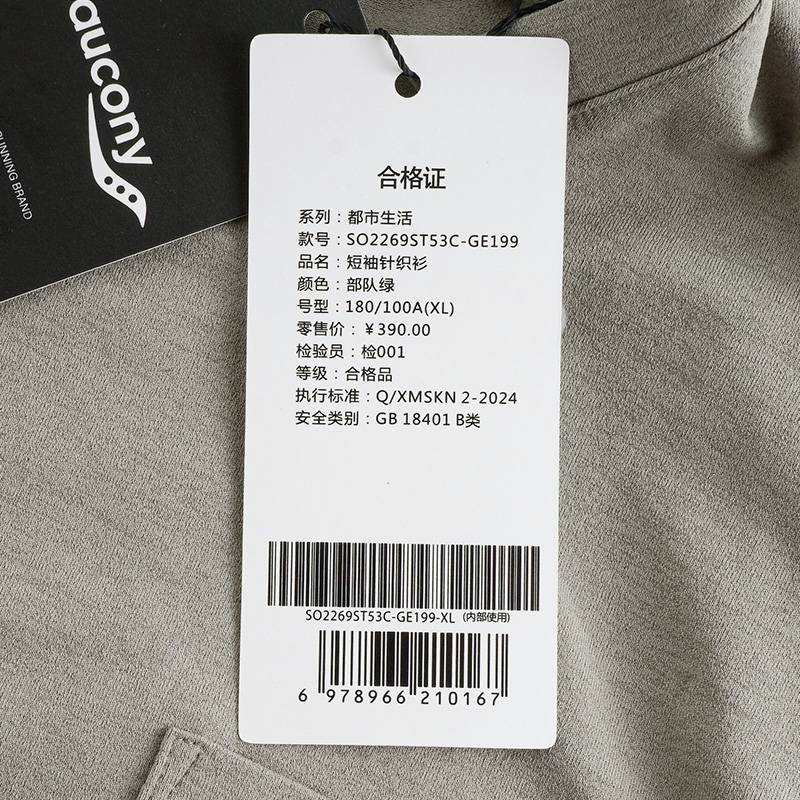 saucony
RUNNING BRAND
合格证
系列：都市生活
款号：SO2269ST53C-GE199
品名：短袖针织衫
颜色：部队绿
号型：180/100A(XL)
零售价：￥390.00
检验员：检001
等级：合格品
执行标准：Q/XMSKN 2-2024
安全类别：GB 18401 B类
SO2269ST53C-GE199-XL (内部使用)
6 978966 210167